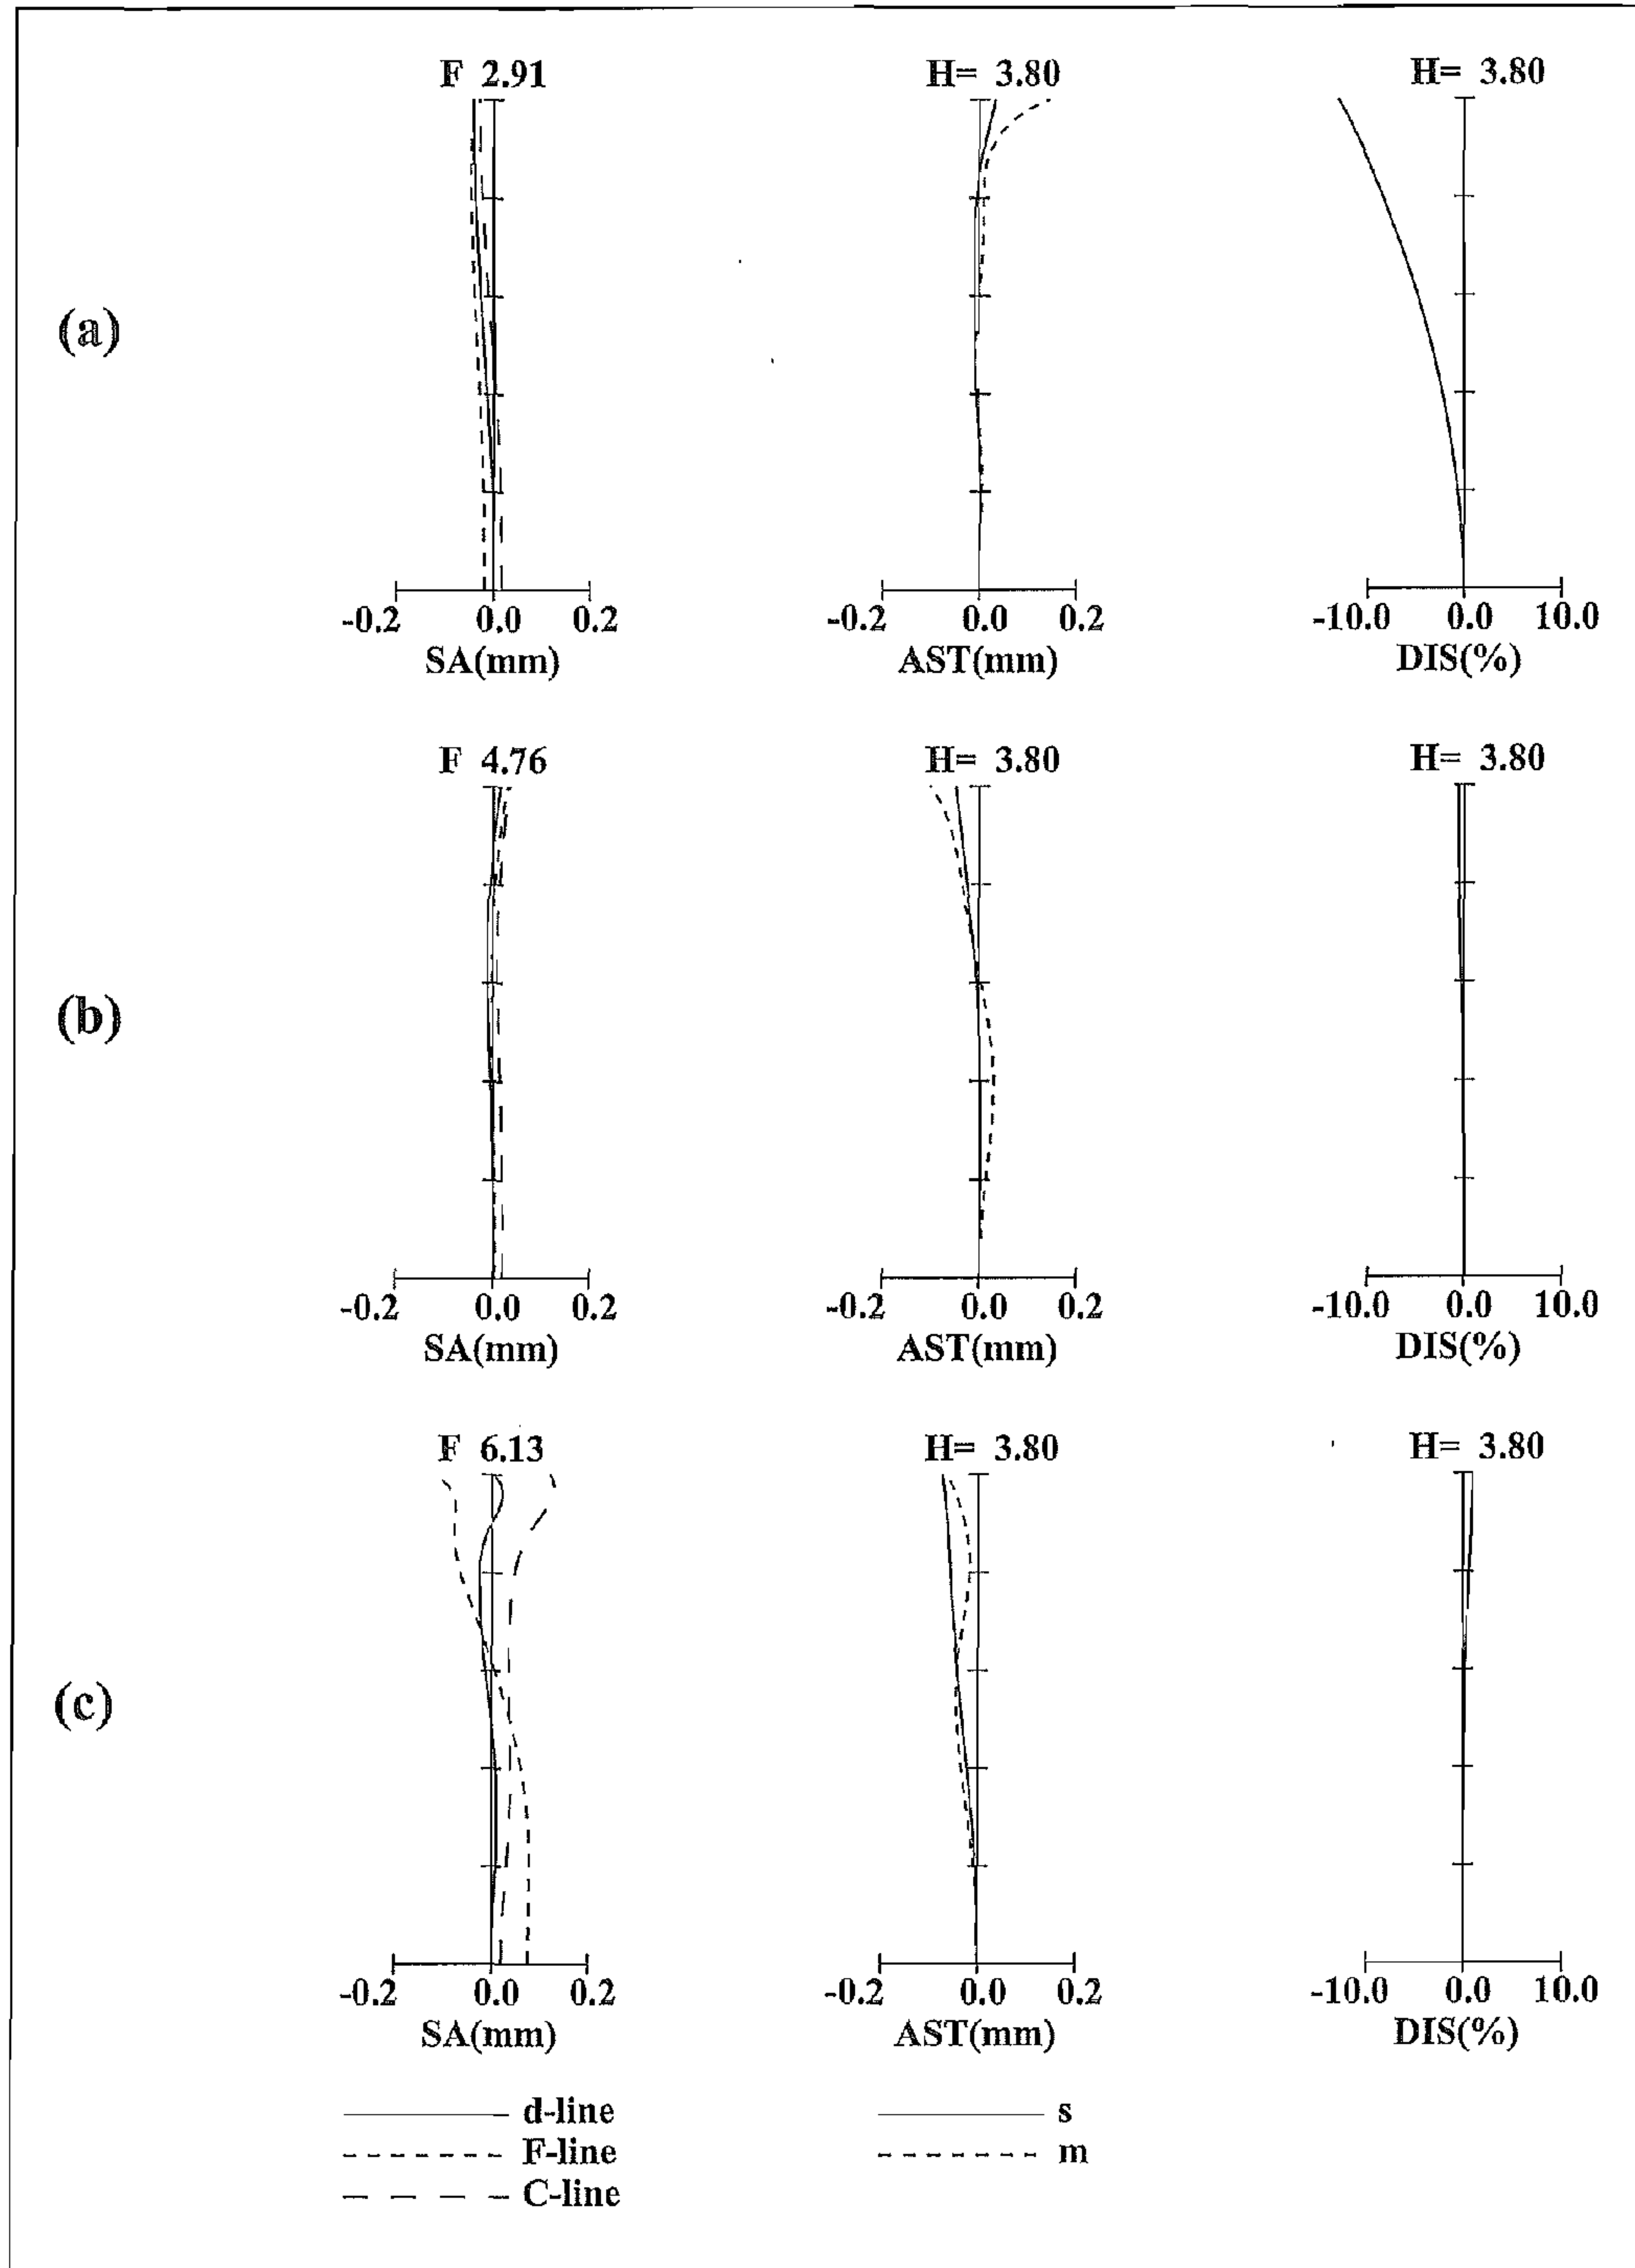 F 2.91 H= 3.80 H= 3.80
(a)
-0.2 0.0 0.2 -0.2 0.0 0.2 -10.0 0.0 10.0
SA(mm) AST(mm) DIS(%)
F 4.76 H= 3.80 H= 3.80
(b)
-0.2 0.0 0.2 -0.2 0.0 0.2 -10.0 0.0 10.0
SA(mm) AST(mm) DIS(%)
F 6.13 H= 3.80 H= 3.80
(c)
-0.2 0.0 0.2 -0.2 0.0 0.2 -10.0 0.0 10.0
SA(mm) AST(mm) DIS(%)
d-line s
F-line m
C-line